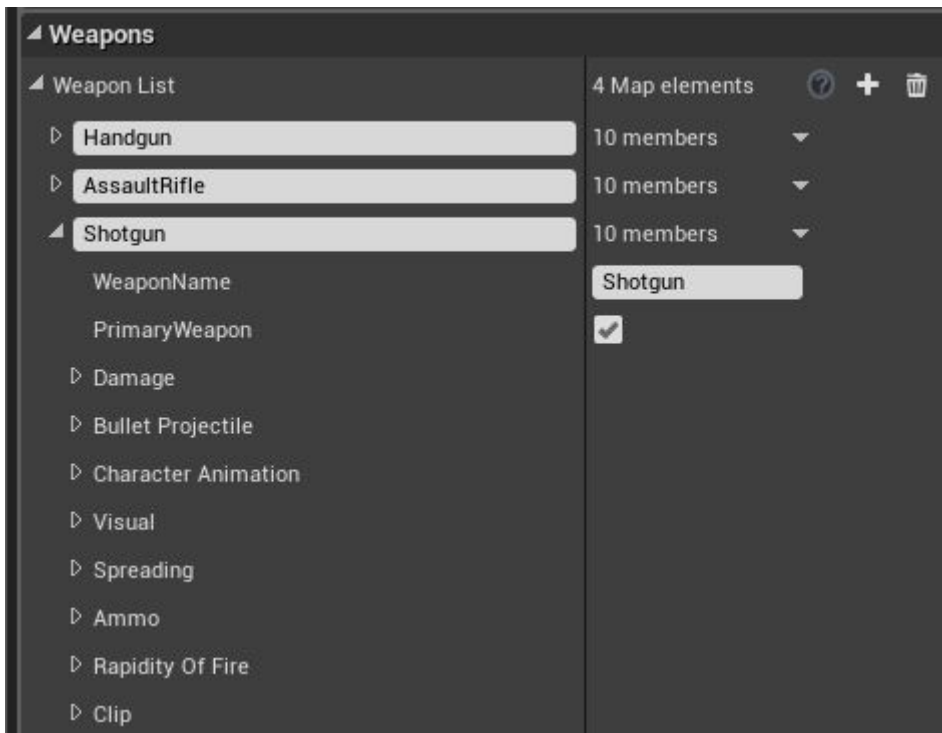 Weapons
Weapon List 4 Map elements
Handgun 10 members
AssaultRifle 10 members
Shotgun 10 members
WeaponName Shotgun
PrimaryWeapon
Damage
Bullet Projectile
Character Animation
Visual
Spreading
Ammo
Rapidity Of Fire
Clip